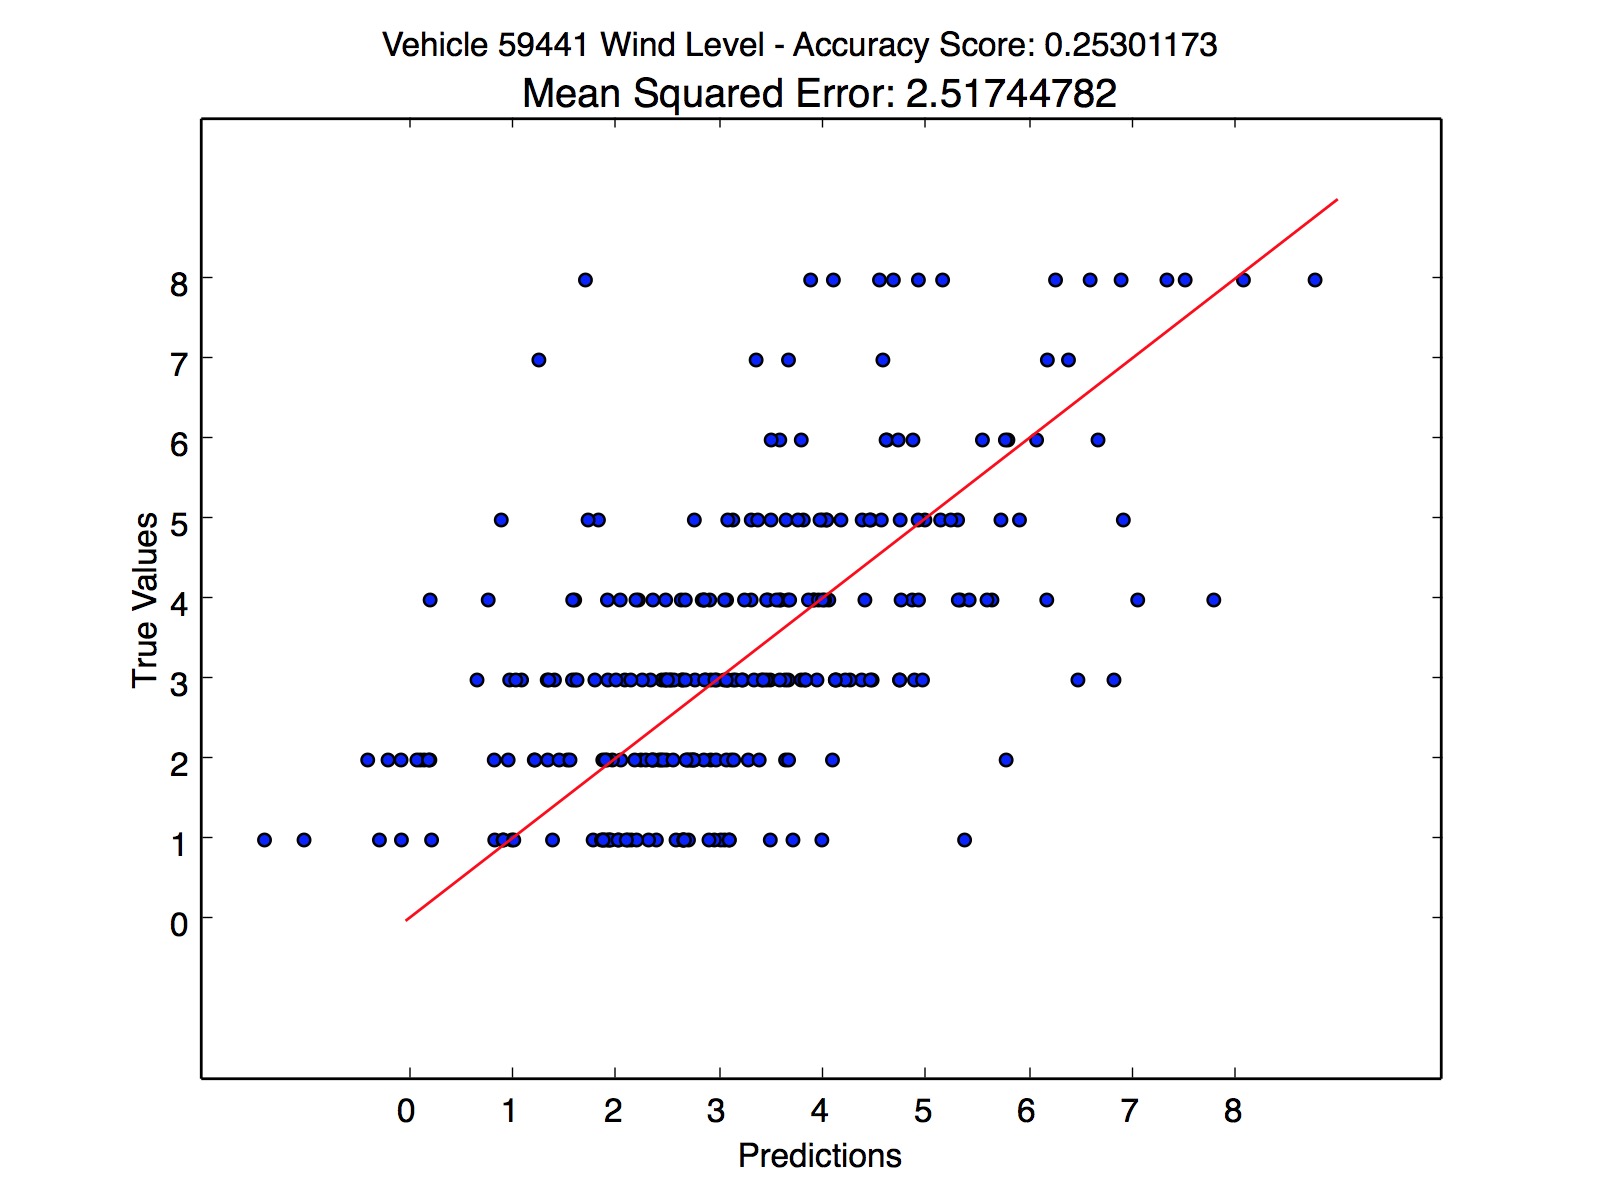 Vehicle 59441 Wind Level - Accuracy Score: 0.25301173
Mean Squared Error: 2.51744782
8
7
6
5
4
3
2
1
0
True Values
0 1 2 3 4 5 6 7 8
Predictions